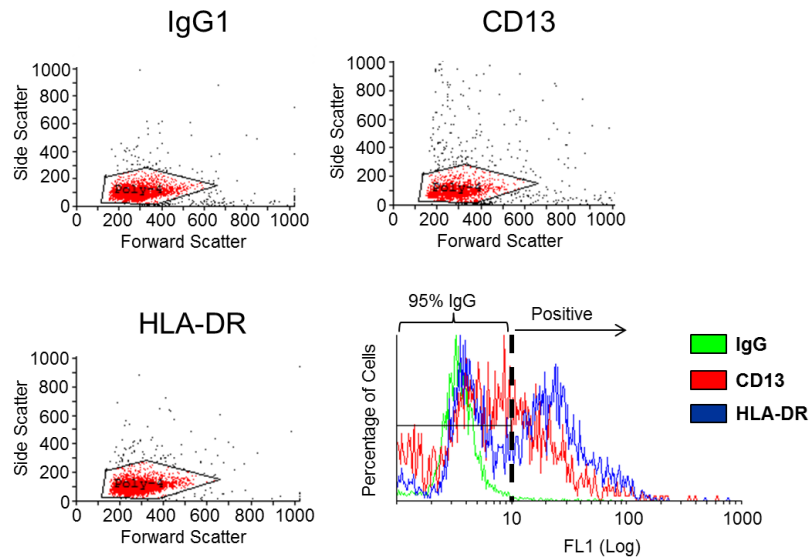 IgG1
1000
800
600
400
200
0
Side Scatter
0 200 400 600 800 1000
Forward Scatter
CD13
1000
800
600
400
200
0
Side Scatter
0 200 400 600 800 1000
Forward Scatter
HLA-DR
1000
800
600
400
200
0
Side Scatter
0 200 400 600 800 1000
Forward Scatter
95% IgG
Positive
Percentage of Cells
10 100 1000
FL1 (Log)
IgG
CD13
HLA-DR